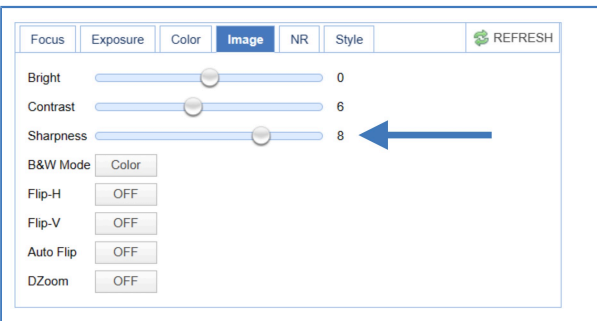 Focus Exposure Color Image NR Style REFRESH
Bright 0
Contrast 6
Sharpness 8
B&W Mode Color
Flip-H OFF
Flip-V OFF
Auto Flip OFF
DZoom OFF